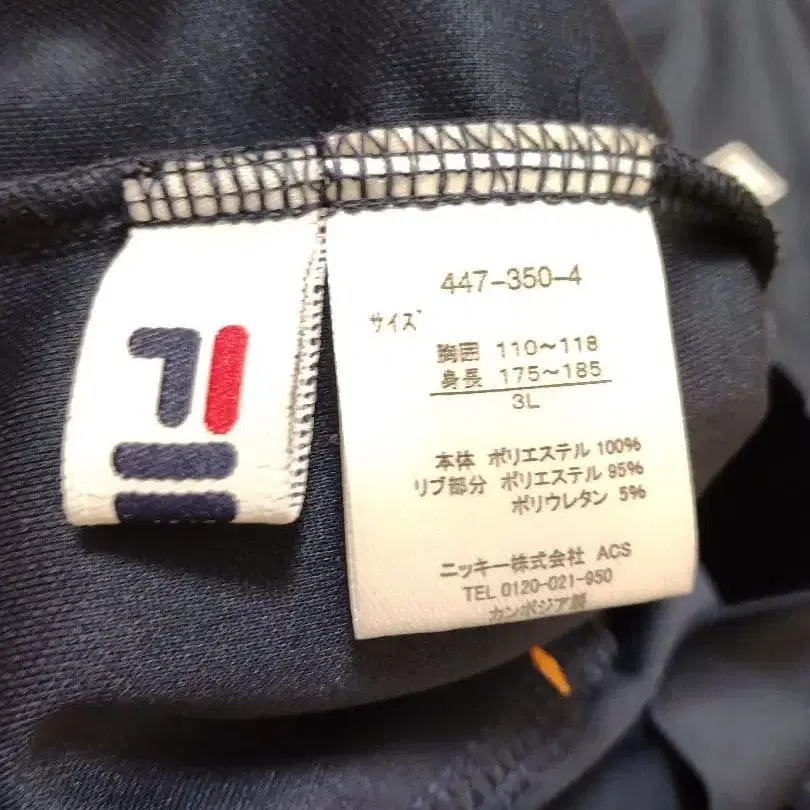 447-350-4
サイズ
胸囲 110～118
身長 175～185
3L
本体 ポリエステル 100%
リブ部分 ポリエステル 95%
ポリウレタン 5%
ニッキー株式会社 ACS
TEL 0120-021-950
カンボジア製